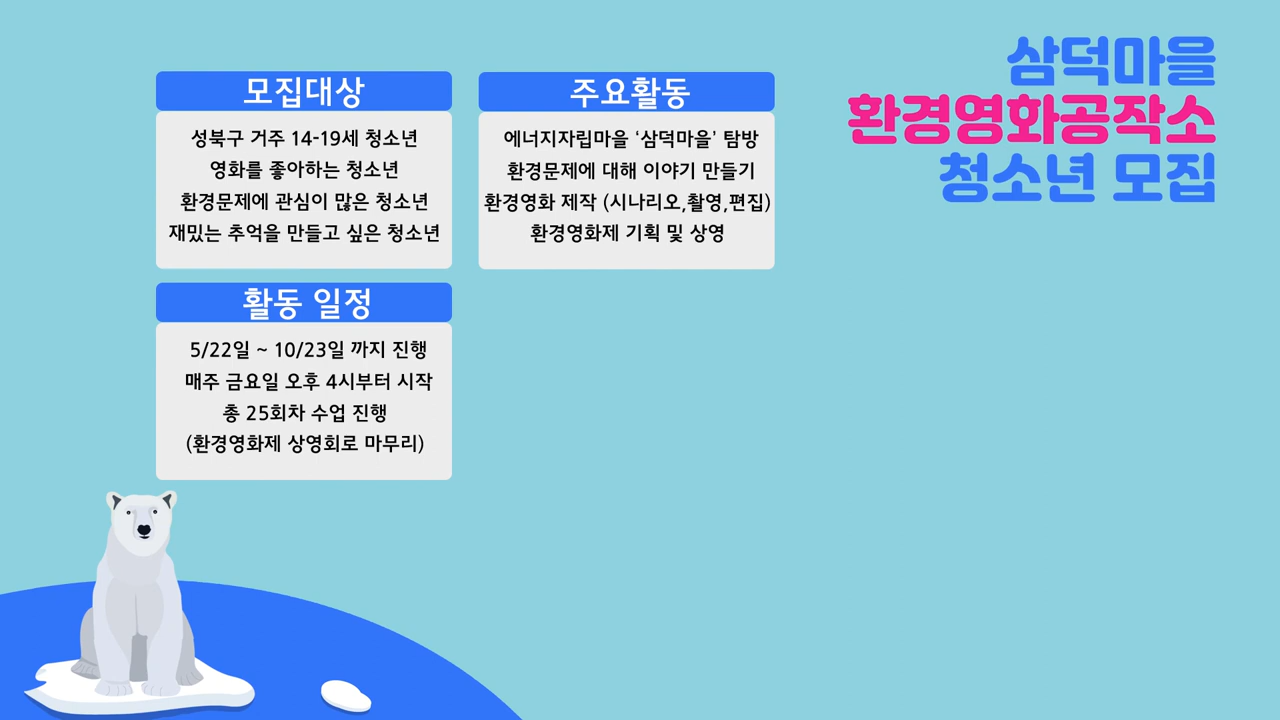 삼덕마을
환경영화공작소
청소년 모집
모집대상
성북구 거주 14-19세 청소년
영화를 좋아하는 청소년
환경문제에 관심이 많은 청소년
재밌는 추억을 만들고 싶은 청소년
주요활동
에너지자립마을 ‘삼덕마을’ 탐방
환경문제에 대해 이야기 만들기
환경영화 제작 (시나리오,촬영,편집)
환경영화제 기획 및 상영
활동 일정
5/22일 ~ 10/23일 까지 진행
매주 금요일 오후 4시부터 시작
총 25회차 수업 진행
(환경영화제 상영회로 마무리)